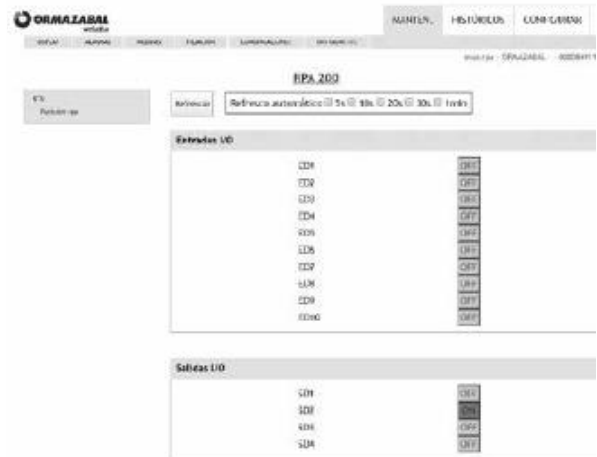 ORMAZABAL
velatia
MANTEN. HISTÓRICOS CONFIGURAR
ALARMAS
RPA 200
Refrescar Refresco automático 5s 10s 20s 30s 1min
Entradas I/O
ED1 OFF
ED2 OFF
ED3 OFF
ED4 OFF
ED5 OFF
ED6 OFF
ED7 OFF
ED8 OFF
ED9 OFF
ED10 OFF
Salidas I/O
SD1 OFF
SD2 ON
SD3 OFF
SD4 OFF